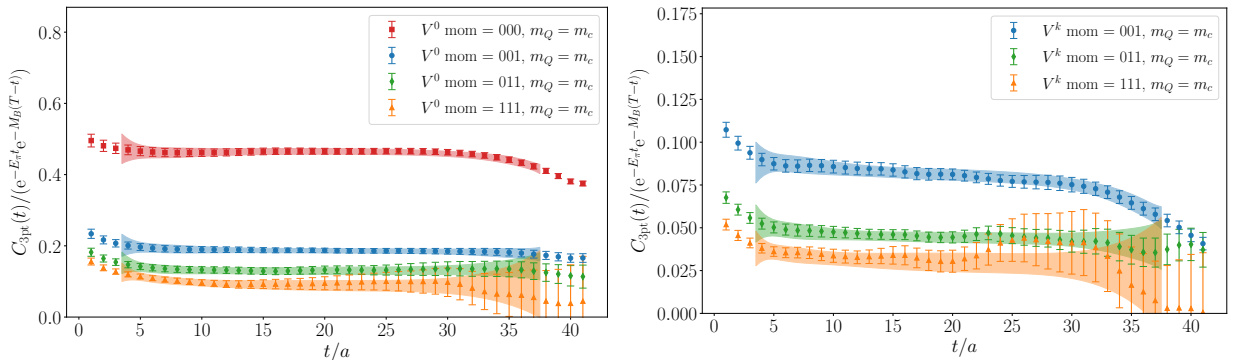 0.8
0.6
0.4
0.2
0.0
C_{3pt}(t)/(e^{-E_π t}e^{-M_B(T-t)})
V^0 mom = 000, m_Q = m_c
V^0 mom = 001, m_Q = m_c
V^0 mom = 011, m_Q = m_c
V^0 mom = 111, m_Q = m_c
0 5 10 15 20 25 30 35 40
t/a
0.175
0.150
0.125
0.100
0.075
0.050
0.025
0.000
C_{3pt}(t)/(e^{-E_π t}e^{-M_B(T-t)})
V^k mom = 001, m_Q = m_c
V^k mom = 011, m_Q = m_c
V^k mom = 111, m_Q = m_c
0 5 10 15 20 25 30 35 40
t/a